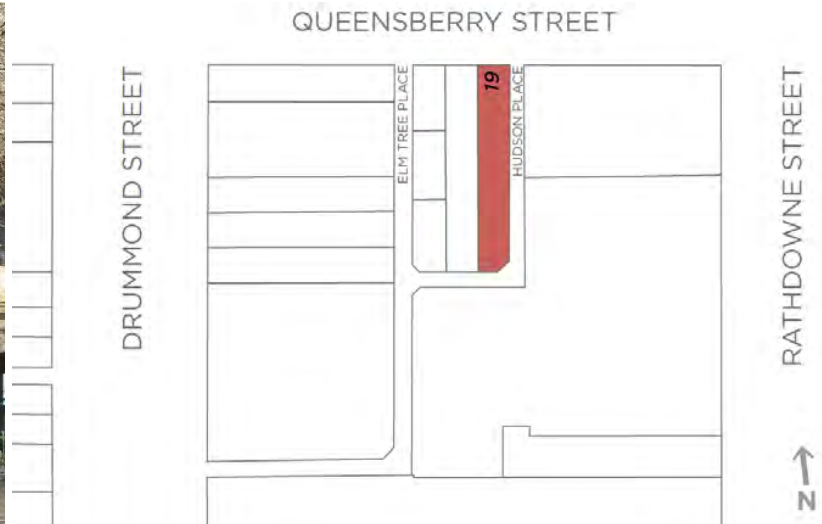 QUEENSBERRY STREET
DRUMMOND STREET
ELM TREE PLACE
19
HUDSON PLACE
RATHDOWNE STREET
N